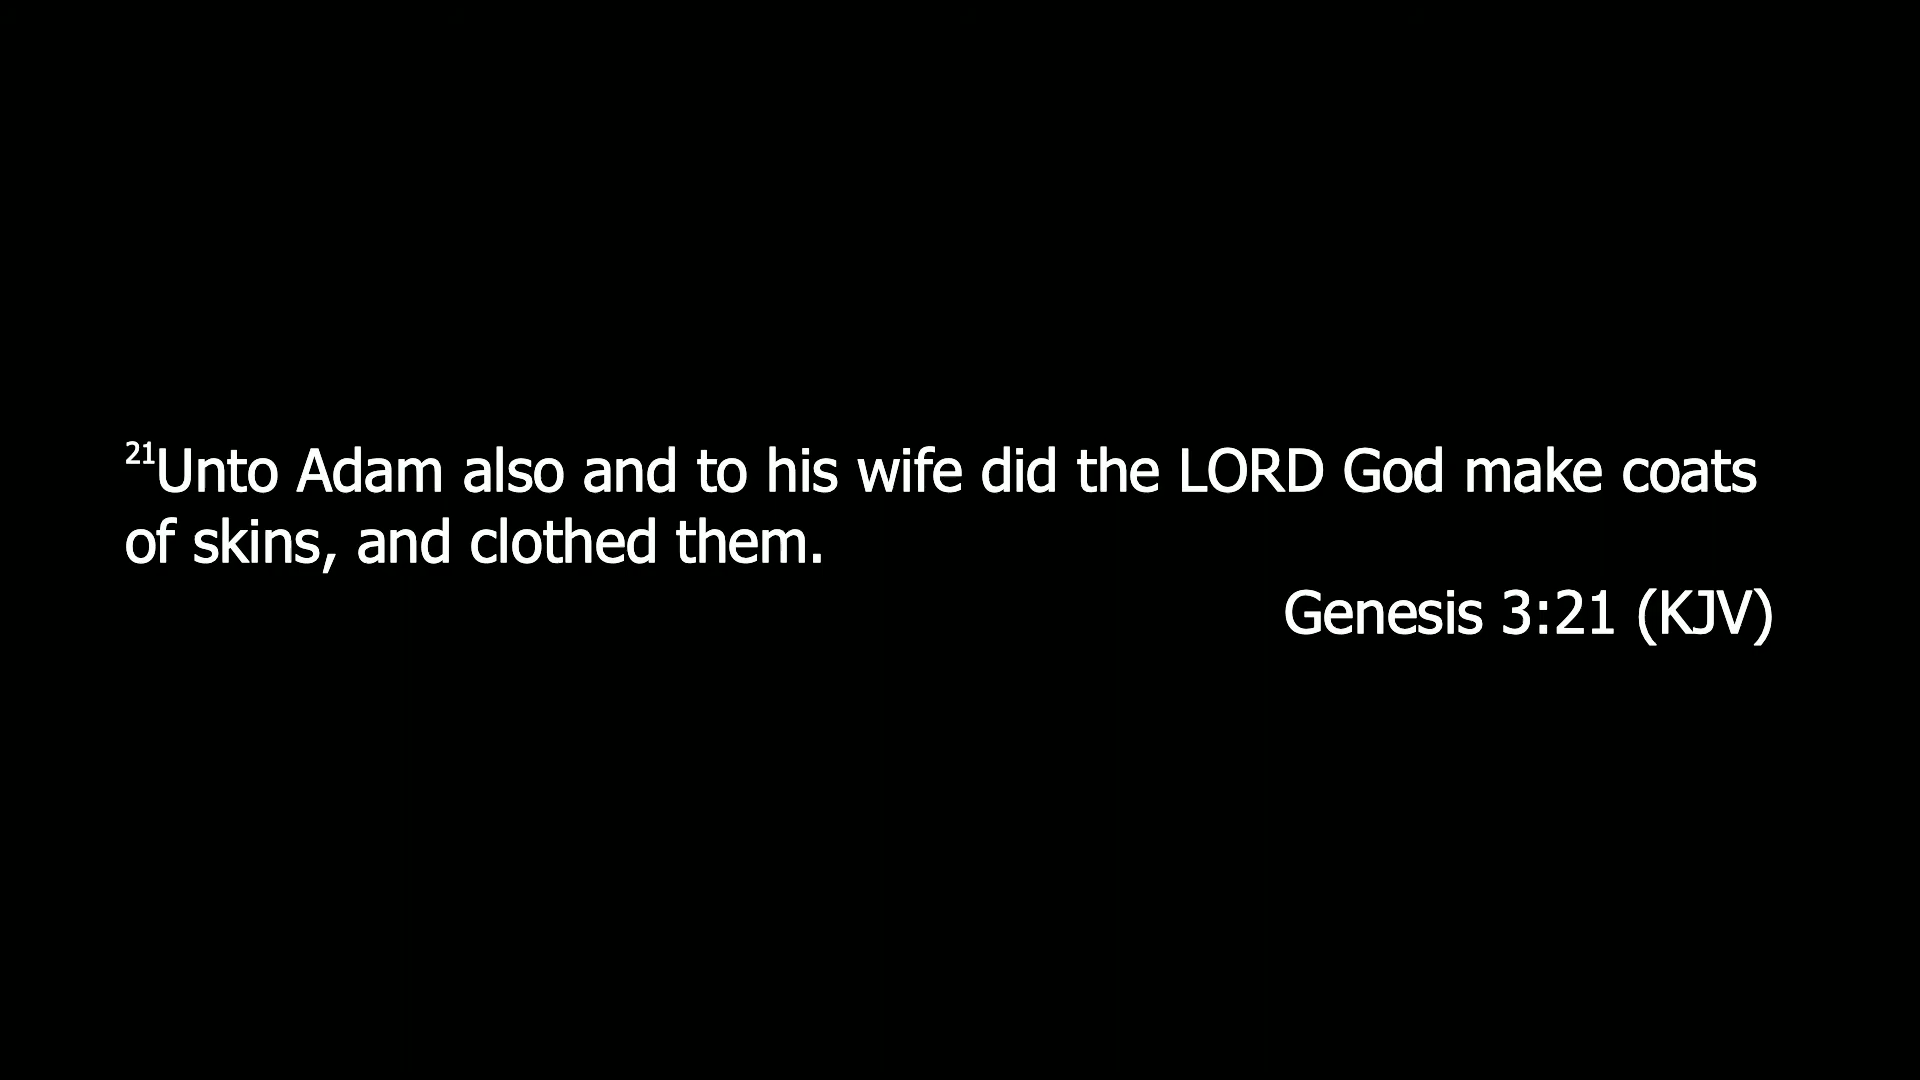 21Unto Adam also and to his wife did the LORD God make coats
of skins, and clothed them.
Genesis 3:21 (KJV)